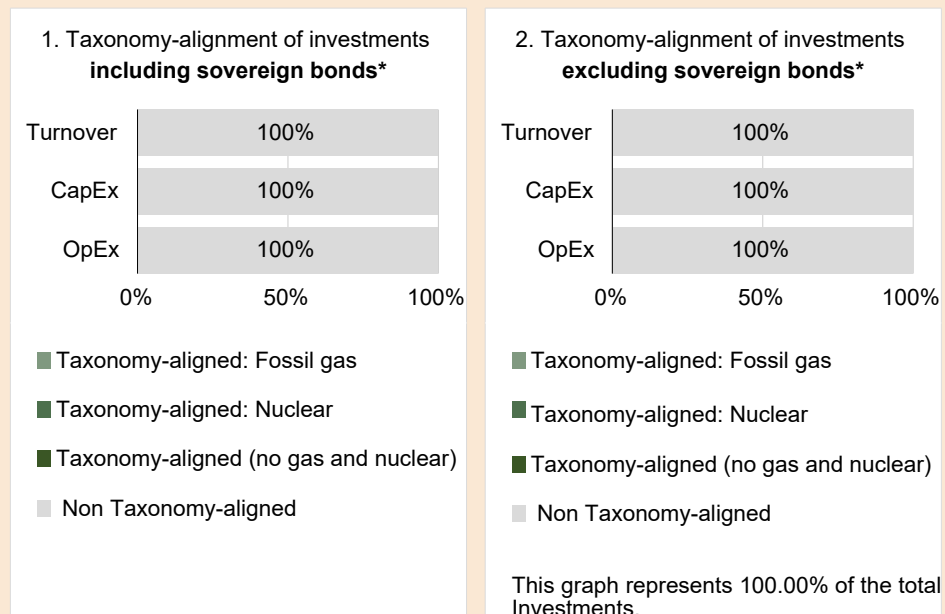 1. Taxonomy-alignment of investments
including sovereign bonds*
Turnover 100%
CapEx 100%
OpEx 100%
0% 50% 100%
Taxonomy-aligned: Fossil gas
Taxonomy-aligned: Nuclear
Taxonomy-aligned (no gas and nuclear)
Non Taxonomy-aligned
2. Taxonomy-alignment of investments
excluding sovereign bonds*
Turnover 100%
CapEx 100%
OpEx 100%
0% 50% 100%
Taxonomy-aligned: Fossil gas
Taxonomy-aligned: Nuclear
Taxonomy-aligned (no gas and nuclear)
Non Taxonomy-aligned
This graph represents 100.00% of the total
Investments.